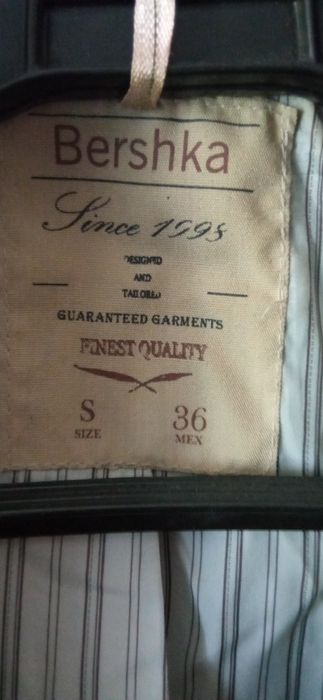 Bershka
Since 1998
DESIGNED
AND
TAILORED
GUARANTEED GARMENTS
FINEST QUALITY
S 36
SIZE MEX